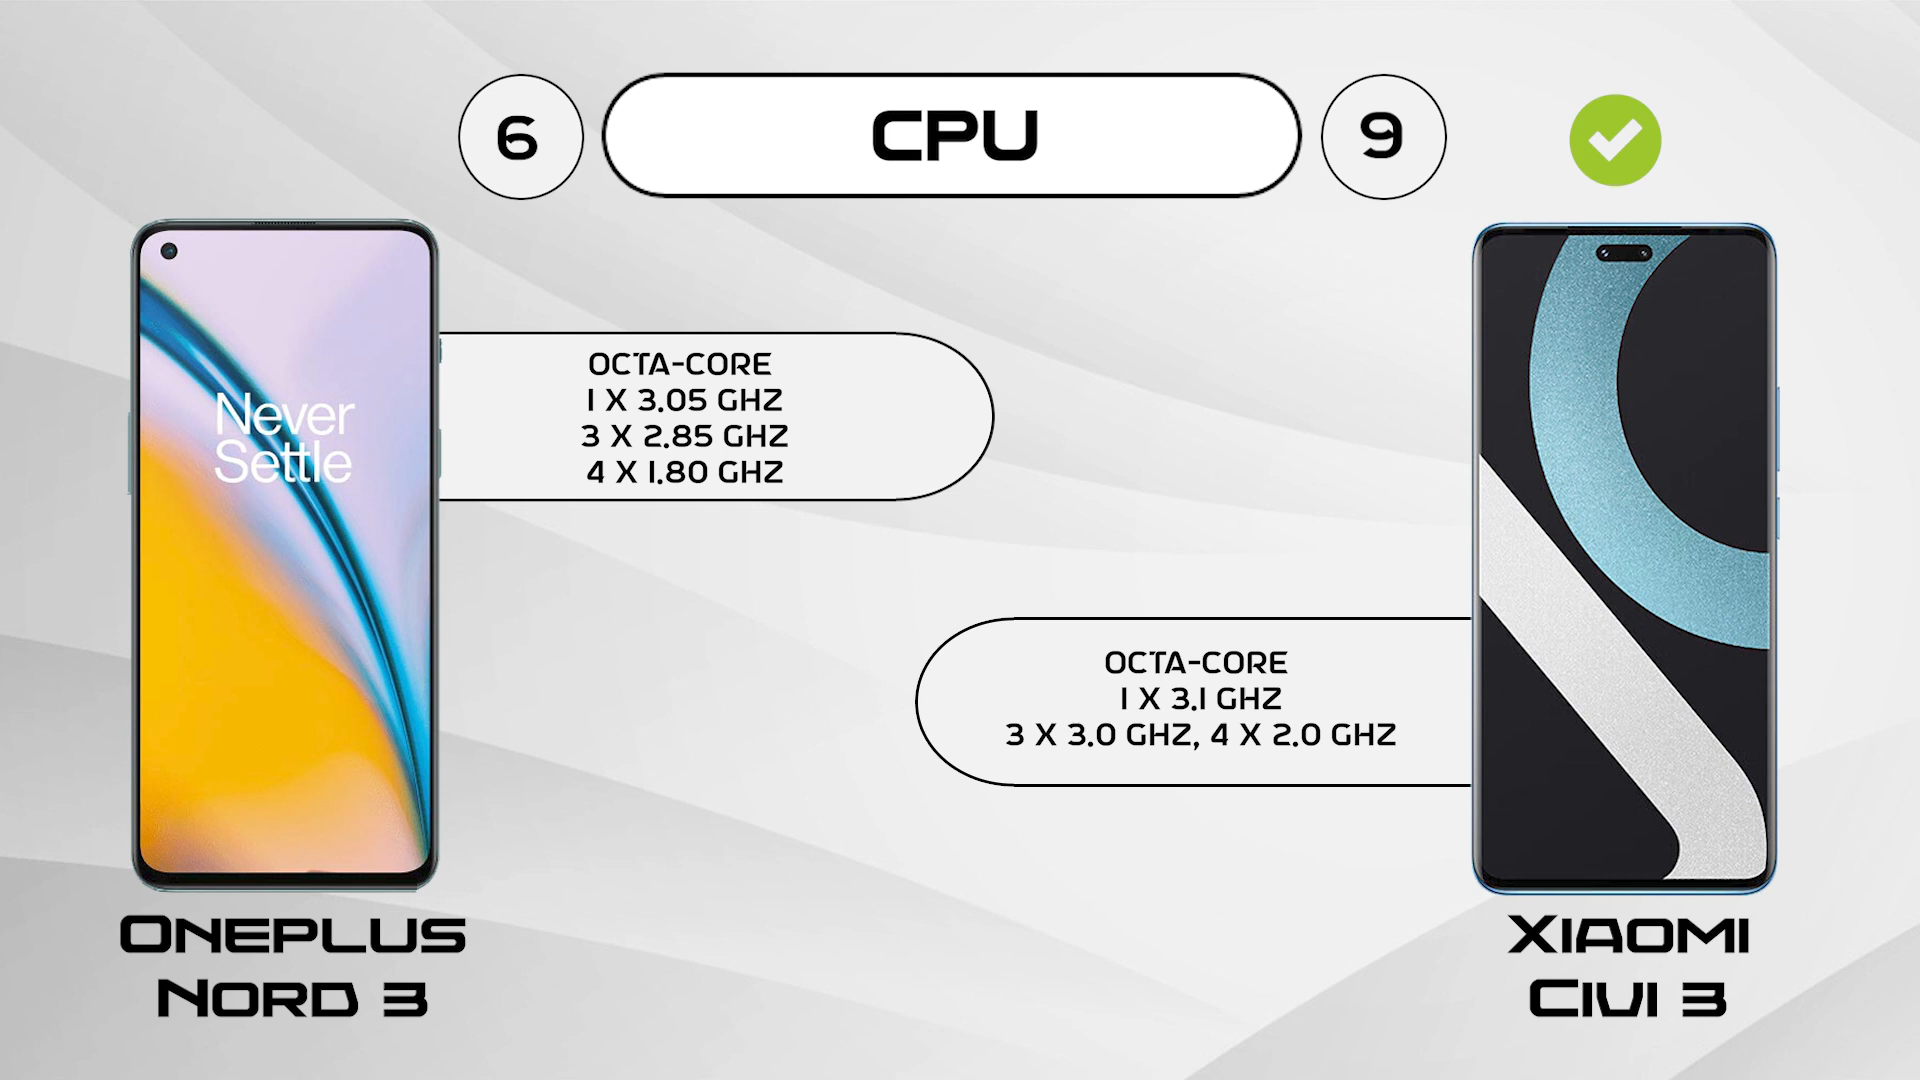 6
CPU
9
Never
Settle
OCTA-CORE
1 X 3.05 GHZ
3 X 2.85 GHZ
4 X 1.80 GHZ
OCTA-CORE
1 X 3.1 GHZ
3 X 3.0 GHZ, 4 X 2.0 GHZ
ONEPLUS
NORD 3
XIAOMI
CIVI 3